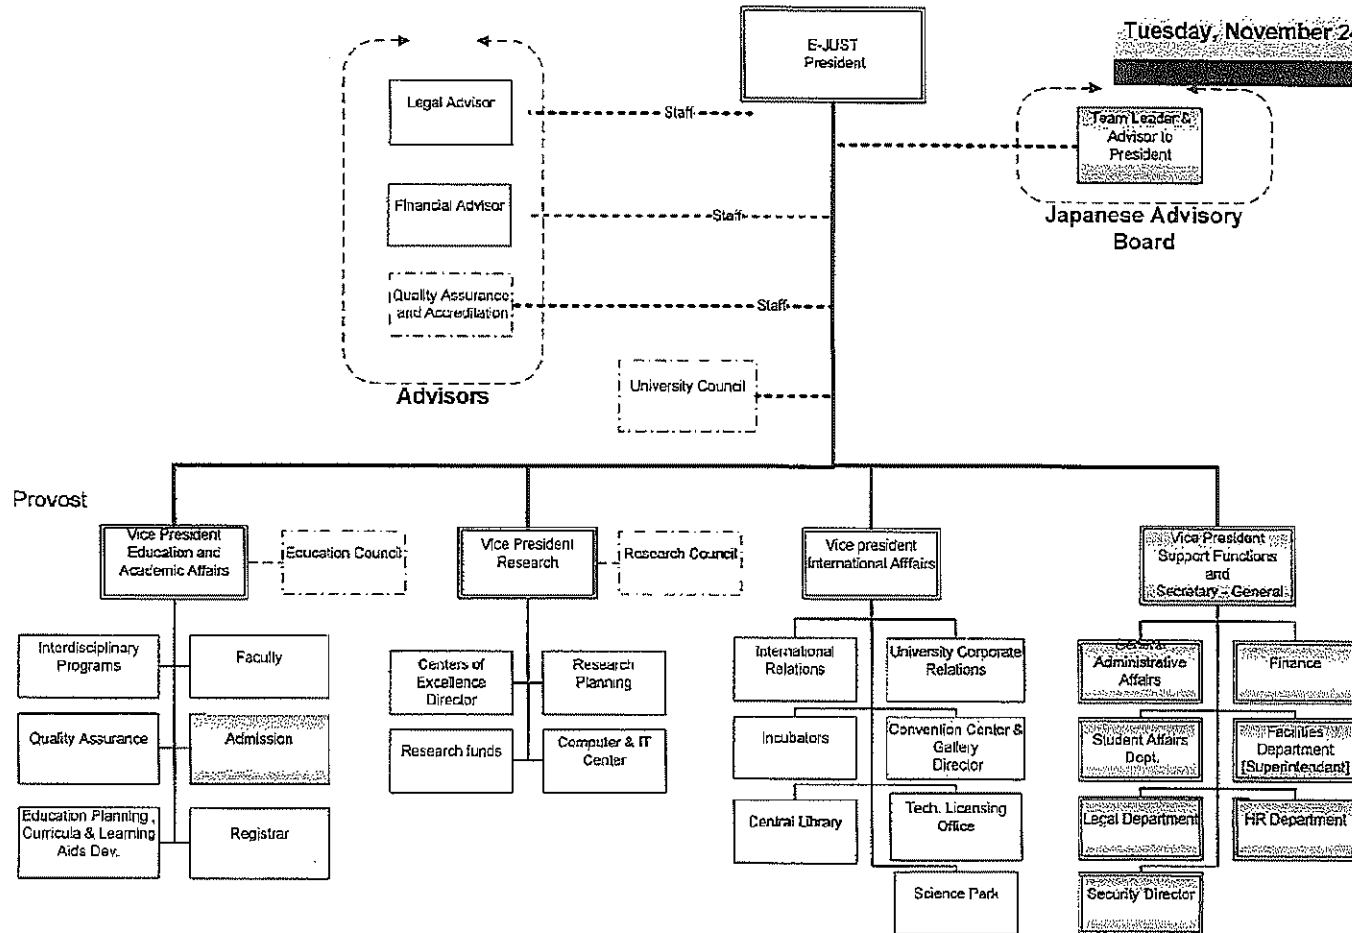 E-JUST
President
Tuesday, November 24
Legal Advisor
Staff
Team Leader &
Advisor to
President
Financial Advisor
Staff
Japanese Advisory
Board
Quality Assurance
and Accreditation
Staff
Advisors
University Council
Provost
Vice President
Education and
Academic Affairs
Education Council
Vice President
Research
Research Council
Vice president
International Afffairs
Vice President
Support Functions
and
Secretary - General
Interdisciplinary
Programs
Faculty
Quality Assurance
Admission
Education Planning ,
Curricula & Learning
Aids Dev.
Registrar
Centers of
Excellence
Director
Research
Planning
Research funds
Computer & IT
Center
International
Relations
University Corporate
Relations
Incubators
Convention Center &
Gallery
Director
Central Library
Tech. Licensing
Office
Science Park
General
Administrative
Affairs
Finance
Student Affairs
Dept.
Facilities
Department
[Superintendant]
Legal Department
HR Department
Security Director